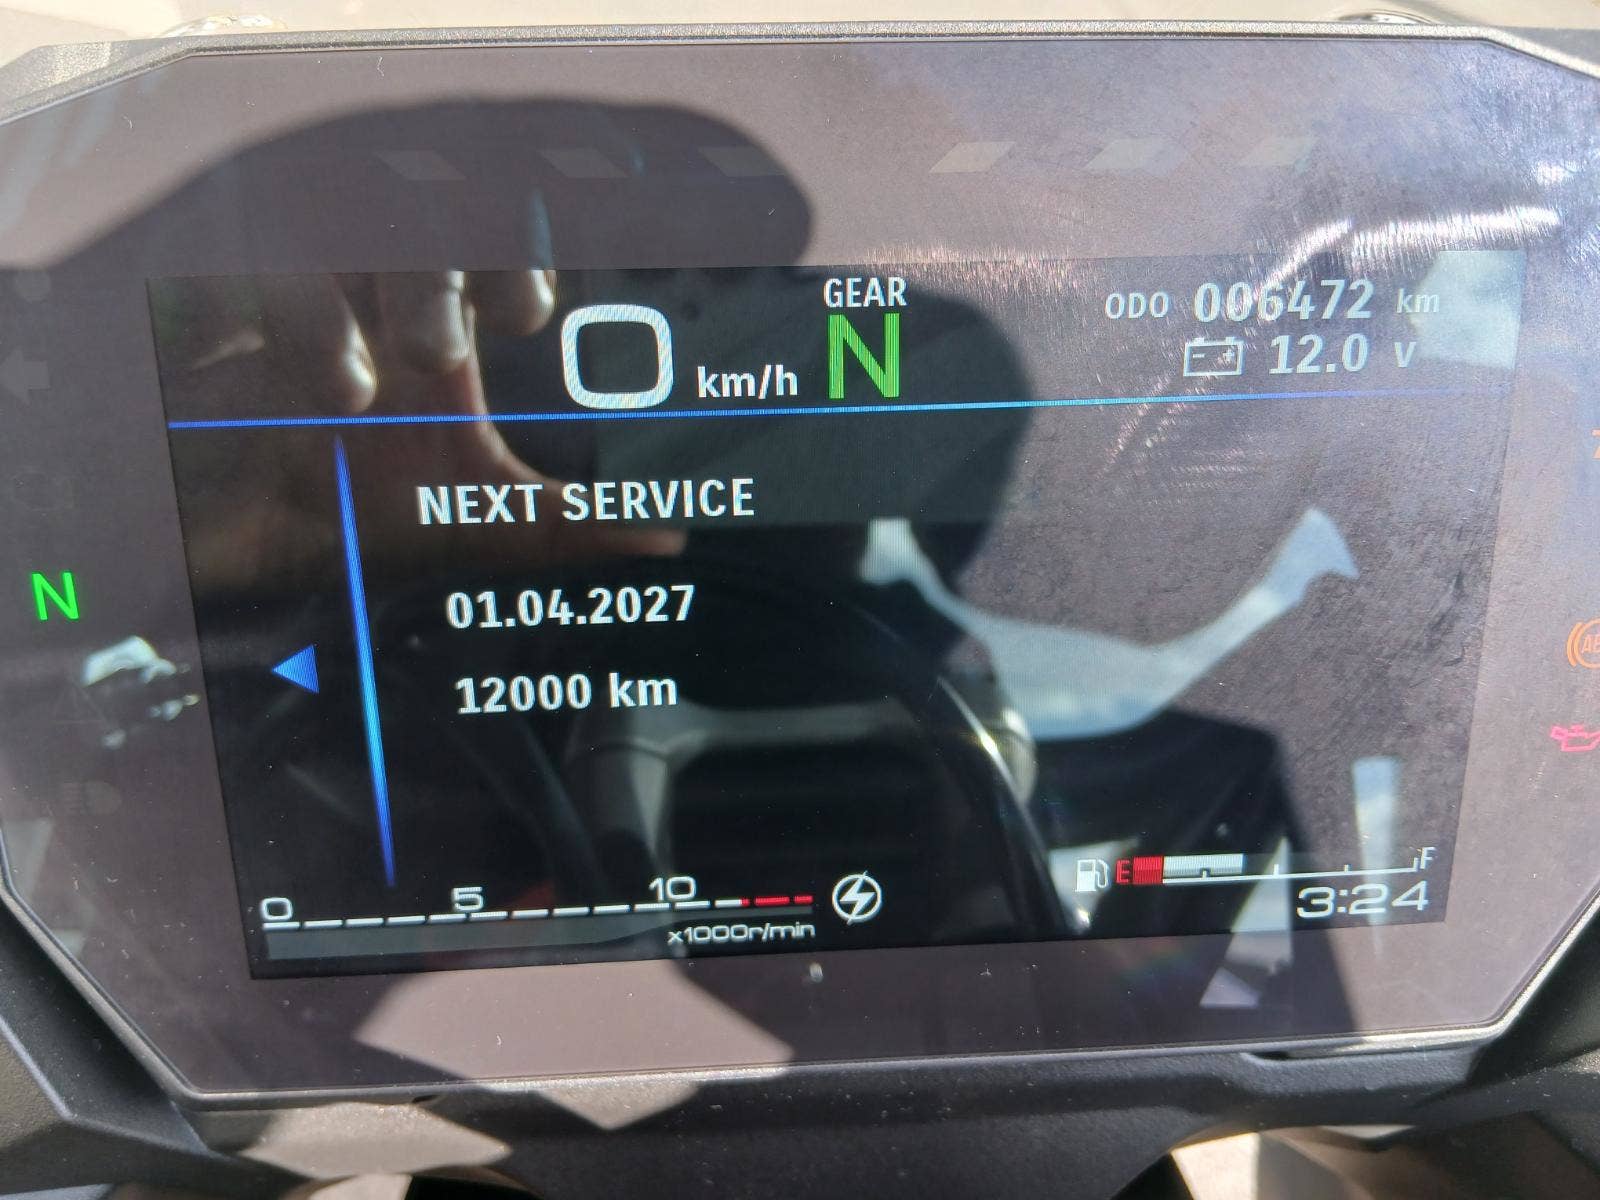 GEAR
0 km/h N
ODO 006472 km
12.0 V
NEXT SERVICE
01.04.2027
12000 km
N
0 5 10
x1000r/min
E F
3:24